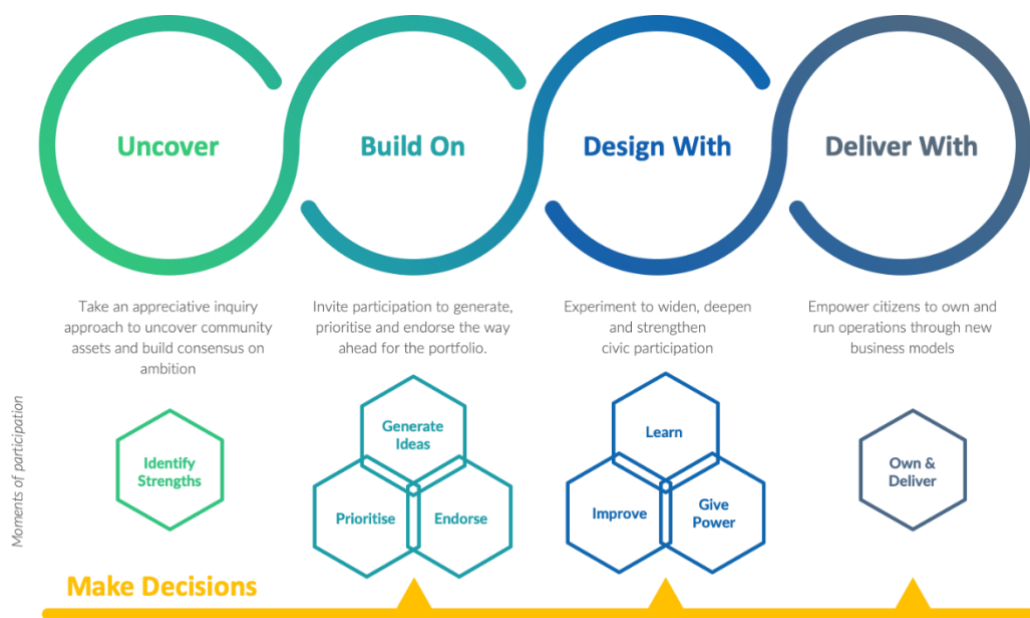 Uncover
Build On
Design With
Deliver With
Take an appreciative inquiry
approach to uncover community
assets and build consensus on
ambition
Invite participation to generate,
prioritise and endorse the way
ahead for the portfolio.
Experiment to widen, deepen
and strengthen
civic participation
Empower citizens to own and
run operations through new
business models
Moments of participation
Identify
Strengths
Generate
Ideas
Prioritise
Endorse
Learn
Improve
Give
Power
Own &
Deliver
Make Decisions